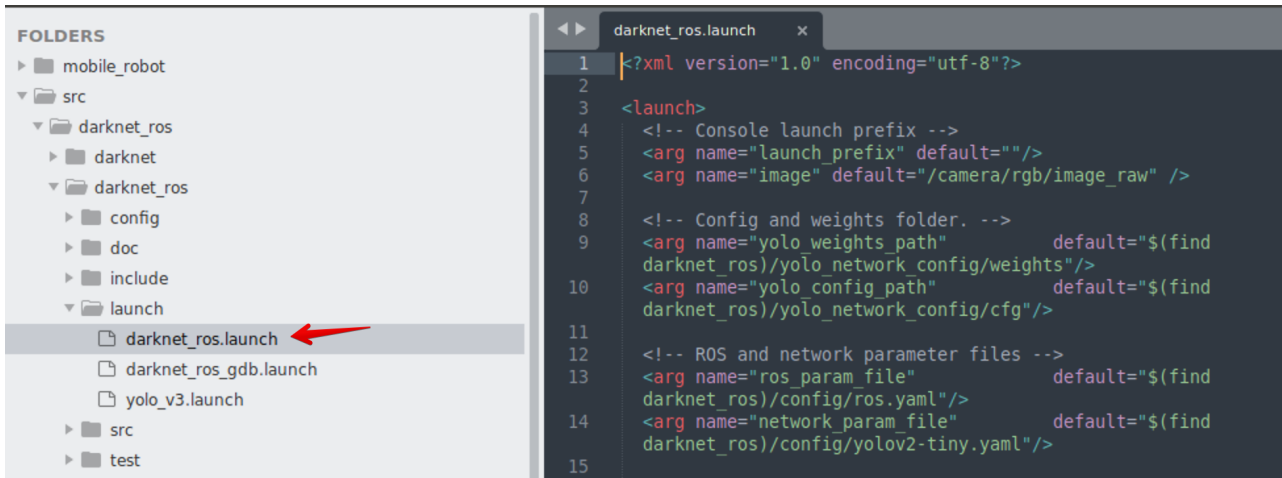 FOLDERS
mobile_robot
src
darknet_ros
darknet
darknet_ros
config
doc
include
launch
darknet_ros.launch
darknet_ros_gdb.launch
yolo_v3.launch
src
test
darknet_ros.launch ×
1 <?xml version="1.0" encoding="utf-8"?>
2
3 <launch>
4 <!-- Console launch prefix -->
5 <arg name="launch_prefix" default=""/>
6 <arg name="image" default="/camera/rgb/image_raw" />
7
8 <!-- Config and weights folder. -->
9 <arg name="yolo_weights_path" default="$(find
darknet_ros)/yolo_network_config/weights"/>
10 <arg name="yolo_config_path" default="$(find
darknet_ros)/yolo_network_config/cfg"/>
11
12 <!-- ROS and network parameter files -->
13 <arg name="ros_param_file" default="$(find
darknet_ros)/config/ros.yaml"/>
14 <arg name="network_param_file" default="$(find
darknet_ros)/config/yolov2-tiny.yaml"/>
15